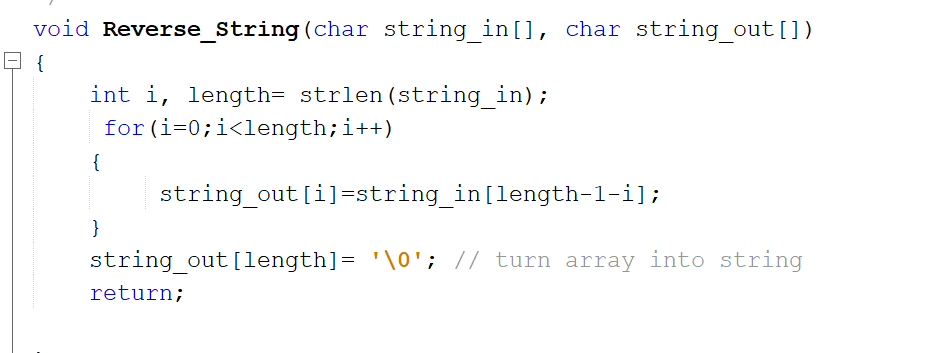 void Reverse_String(char string_in[], char string_out[])
{
int i, length= strlen(string_in);
for(i=0;i<length;i++)
{
string_out[i]=string_in[length-1-i];
}
string_out[length]= '\0'; // turn array into string
return;